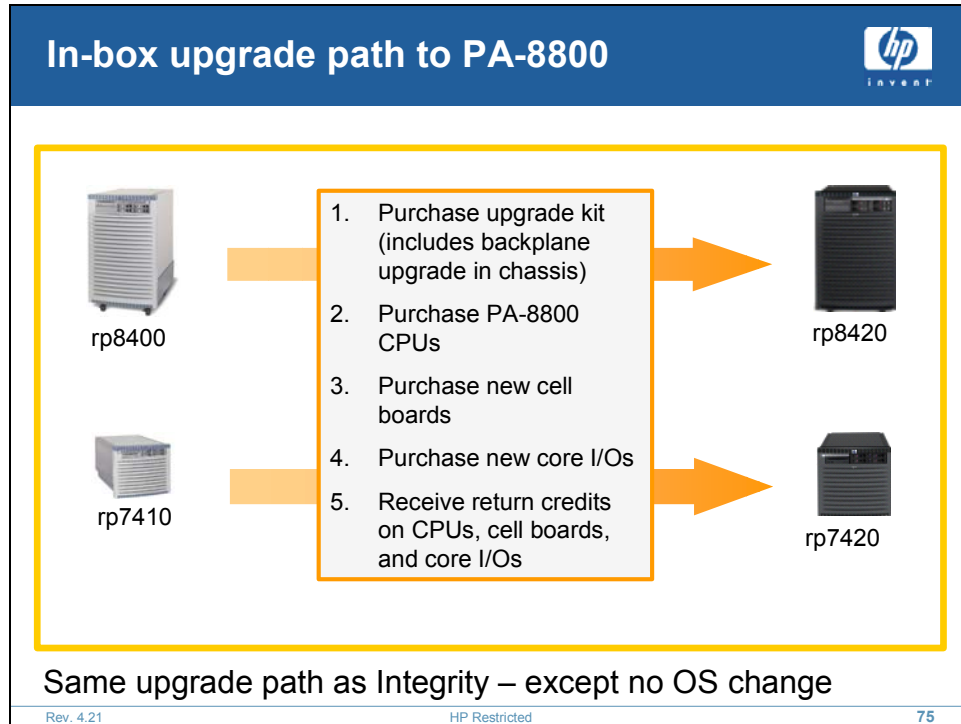 In-box upgrade path to PA-8800
hp
invent
rp8400
rp7410
1. Purchase upgrade kit
(includes backplane
upgrade in chassis)
2. Purchase PA-8800
CPUs
3. Purchase new cell
boards
4. Purchase new core I/Os
5. Receive return credits
on CPUs, cell boards,
and core I/Os
rp8420
rp7420
Same upgrade path as Integrity – except no OS change
Rev. 4.21
HP Restricted
75